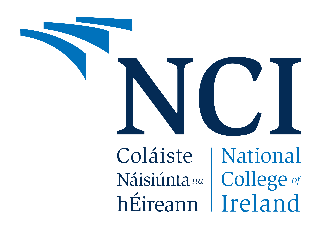 NCI
Coláiste
Náisiúnta na
hÉireann
National
College of
Ireland